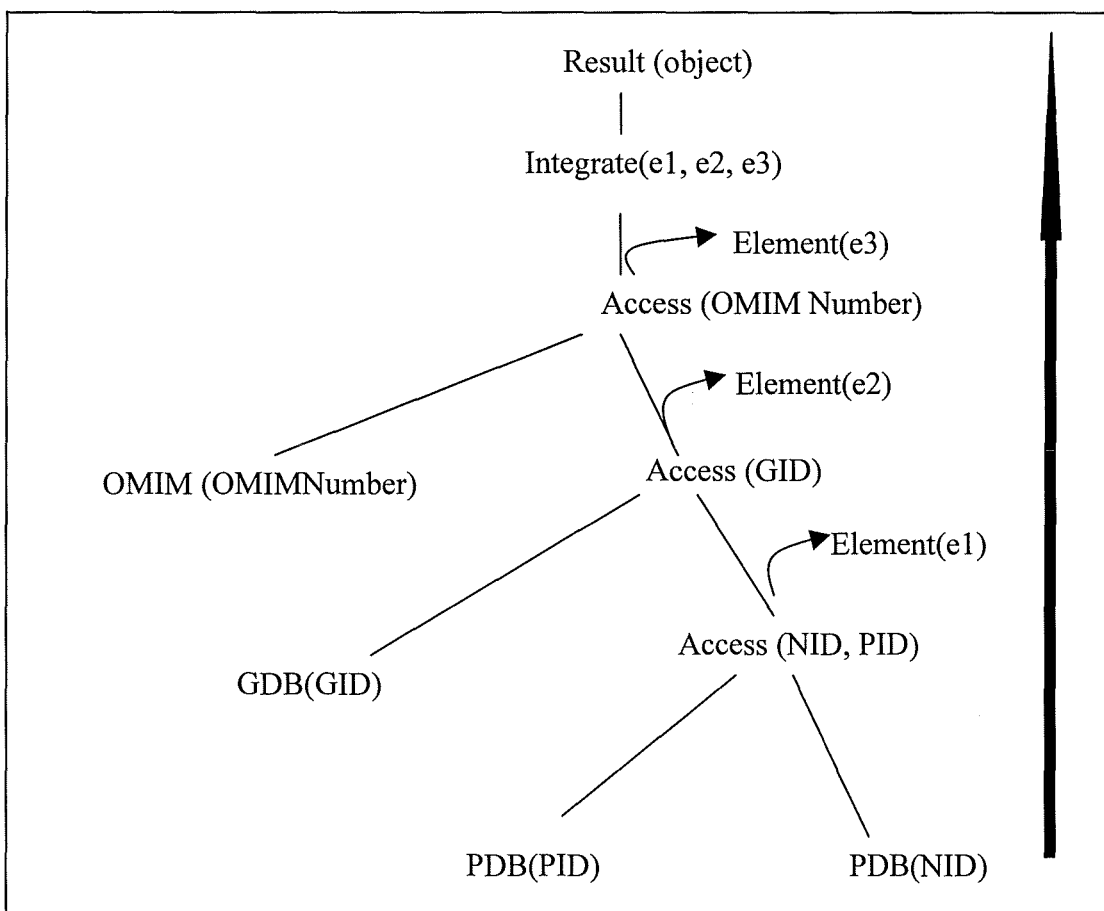 Result (object)
Integrate(e1, e2, e3)
Element(e3)
Access (OMIM Number)
Element(e2)
OMIM (OMIMNumber)
Access (GID)
Element(e1)
Access (NID, PID)
GDB(GID)
PDB(PID)
PDB(NID)